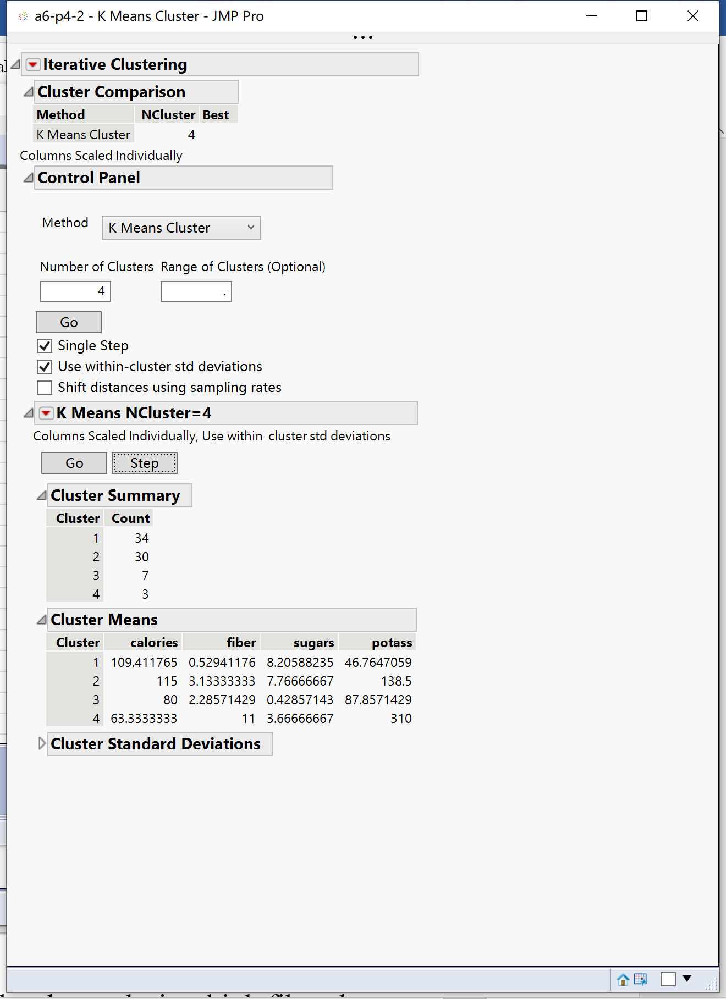 a6-p4-2 - K Means Cluster - JMP Pro
Iterative Clustering
Cluster Comparison
Method NCluster Best
K Means Cluster 4
Columns Scaled Individually
Control Panel
Method K Means Cluster
Number of Clusters Range of Clusters (Optional)
4 .
Go
Single Step
Use within-cluster std deviations
Shift distances using sampling rates
K Means NCluster=4
Columns Scaled Individually, Use within-cluster std deviations
Go Step
Cluster Summary
Cluster Count
1 34
2 30
3 7
4 3
Cluster Means
Cluster calories fiber sugars potass
1 109.411765 0.52941176 8.20588235 46.7647059
2 115 3.13333333 7.76666667 138.5
3 80 2.28571429 0.42857143 87.8571429
4 63.3333333 11 3.66666667 310
Cluster Standard Deviations